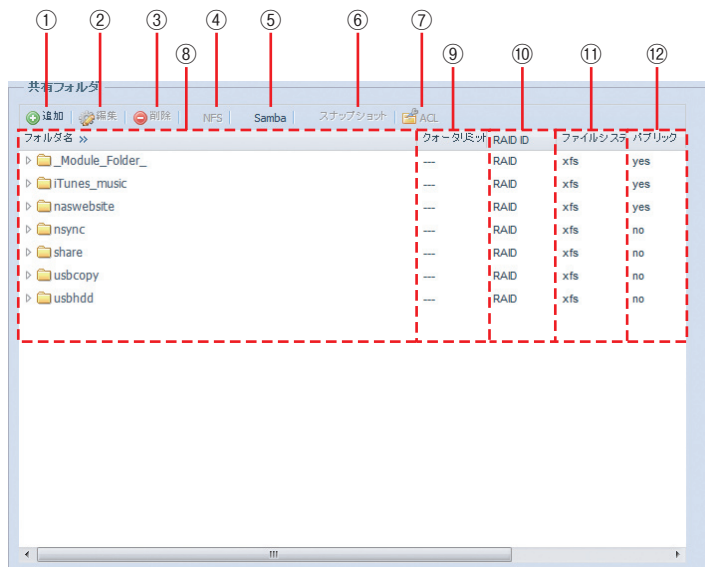 ① ② ③ ④ ⑤ ⑥ ⑦
⑧ ⑨ ⑩ ⑪ ⑫
共有フォルダ
追加 編集 削除 NFS Samba スナップショット ACL
フォルダ名 » クォータリミット RAID ID ファイルシステ パブリック
_Module_Folder_ --- RAID xfs yes
iTunes_music --- RAID xfs yes
naswebsite --- RAID xfs yes
nsync --- RAID xfs no
share --- RAID xfs no
usbcopy --- RAID xfs no
usbhdd --- RAID xfs no